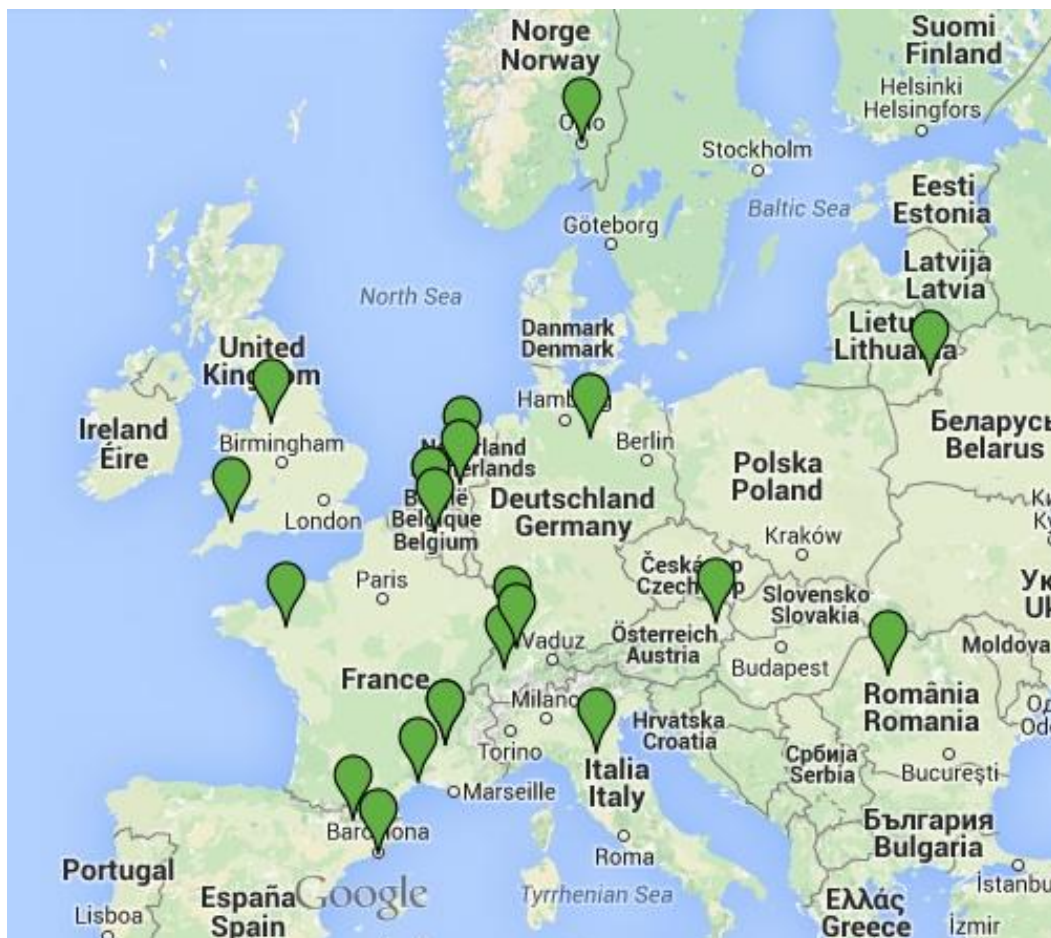 Norge
Norway
Suomi
Finland
Helsinki
Helsingfors
Stockholm
Eesti
Estonia
Baltic Sea
Göteborg
Latvija
Latvia
North Sea
Danmark
Denmark
United
Ireland
Éire
Birmingham
Berlin
Беларусь
Belarus
Polska
Poland
London
Deutschland
Germany
Belgique
Belgium
Kraków
Paris
Slovensko
Slovakia
Vaduz
Österreich
Austria
Budapest
Moldova
France
România
Romania
Milano
Torino
Hrvatska
Croatia
Србија
Serbia
București
Italia
Italy
Marseille
България
Bulgaria
Roma
Portugal
España
Spain
Google
Tyrrhenian Sea
Ελλάς
Greece
İstanbu
İzmir
Lisboa